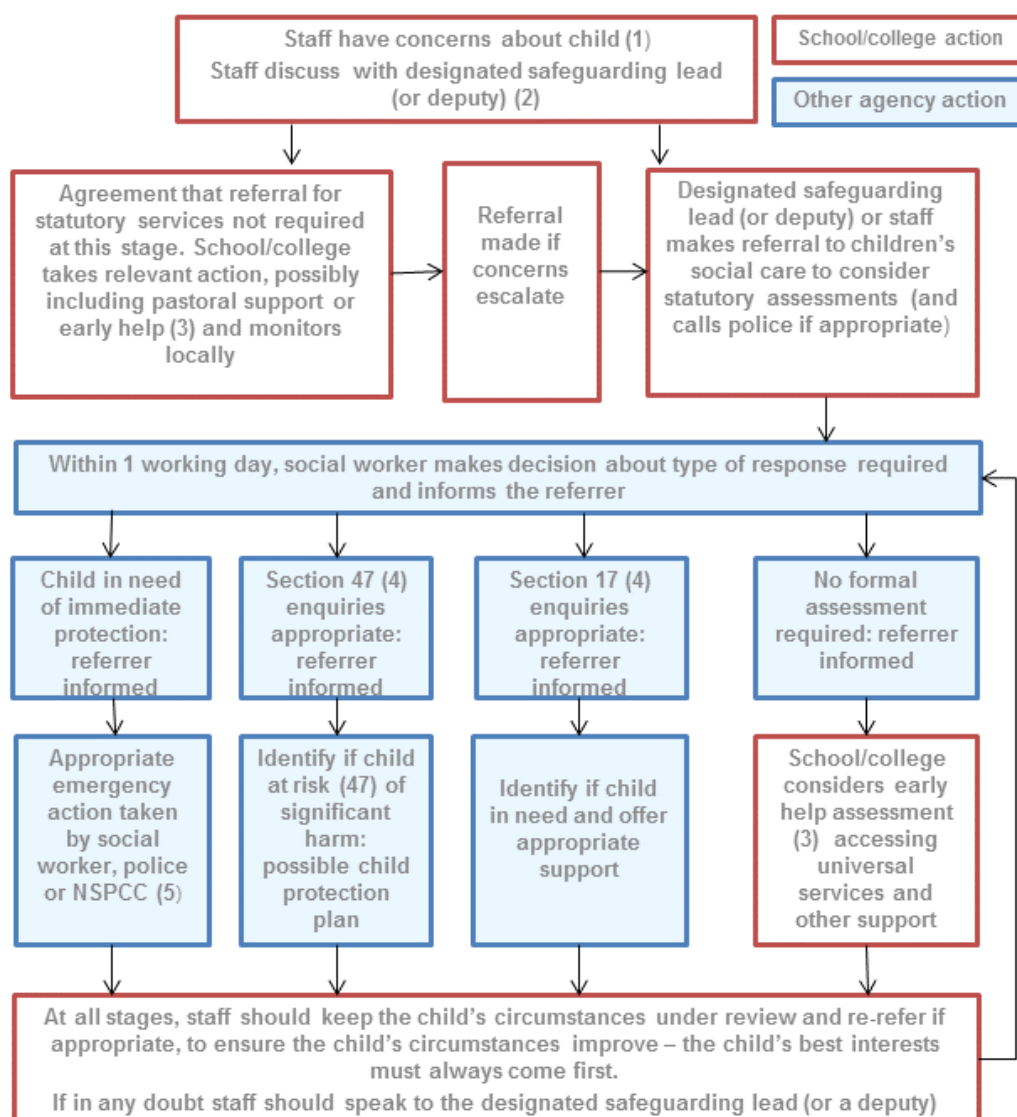 Staff have concerns about child (1)
Staff discuss with designated safeguarding lead
(or deputy) (2)
School/college action
Other agency action
Agreement that referral for
statutory services not required
at this stage. School/college
takes relevant action, possibly
including pastoral support or
early help (3) and monitors
locally
Referral
made if
concerns
escalate
Designated safeguarding
lead (or deputy) or staff
makes referral to children's
social care to consider
statutory assessments (and
calls police if appropriate)
Within 1 working day, social worker makes decision about type of response required
and informs the referrer
Child in need
of immediate
protection:
referrer
informed
Section 47 (4)
enquiries
appropriate:
referrer
informed
Section 17 (4)
enquiries
appropriate:
referrer
informed
No formal
assessment
required: referrer
informed
Appropriate
emergency
action taken
by social
worker, police
or NSPCC (5)
Identify if child
at risk (47) of
significant
harm:
possible child
protection
plan
Identify if child
in need and offer
appropriate
support
School/college
considers early
help assessment
(3) accessing
universal
services and
other support
At all stages, staff should keep the child's circumstances under review and re-refer if
appropriate, to ensure the child's circumstances improve – the child's best interests
must always come first.
If in any doubt staff should speak to the designated safeguarding lead (or a deputy)